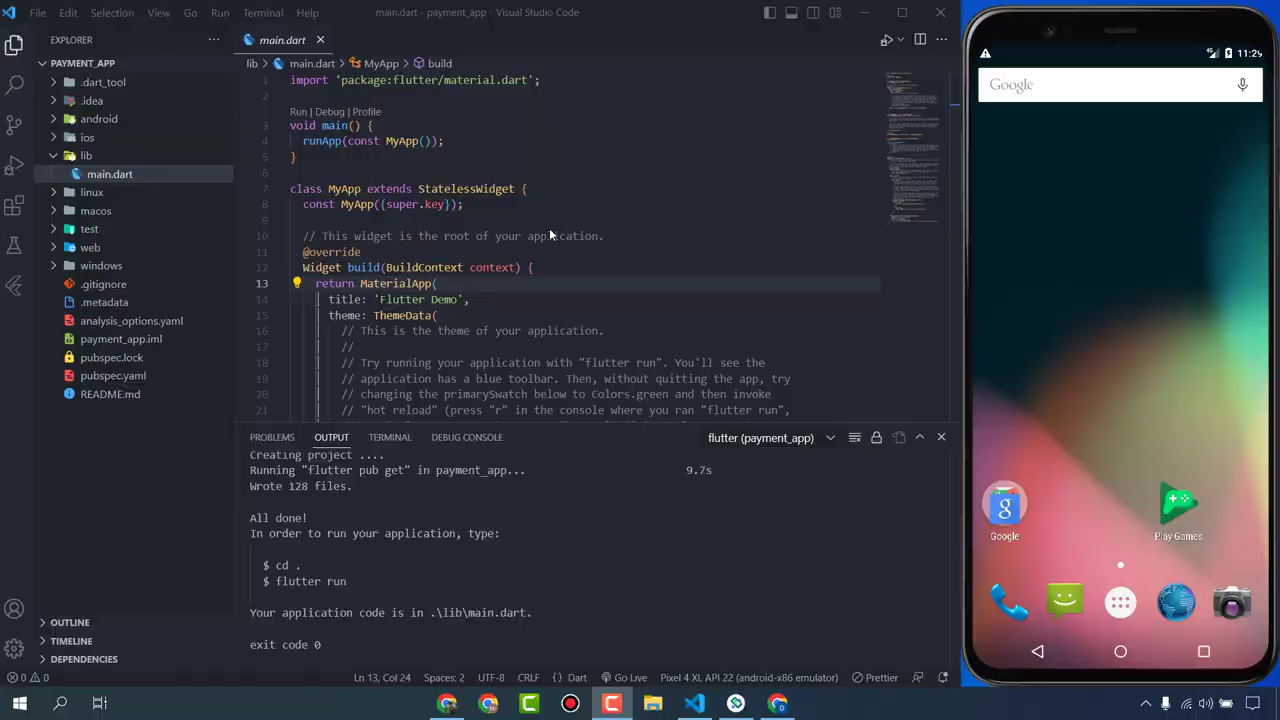 File Edit Selection View Go Run Terminal Help
main.dart - payment_app - Visual Studio Code
EXPLORER
PAYMENT_APP
.dart_tool
.idea
android
ios
lib
main.dart
linux
macos
test
web
windows
.gitignore
.metadata
analysis_options.yaml
payment_app.iml
pubspec.lock
pubspec.yaml
README.md
OUTLINE
TIMELINE
DEPENDENCIES
main.dart
lib > main.dart > MyApp > build
1 import 'package:flutter/material.dart';
2
Run | Debug | Profile
3 void main() {
4 runApp(const MyApp());
5 }
6
7 ass MyApp extends StatelessWidget {
8 const MyApp({super.key});
9
10 // This widget is the root of your application.
11 @override
12 Widget build(BuildContext context) {
13 return MaterialApp(
14 title: 'Flutter Demo',
15 theme: ThemeData(
16 // This is the theme of your application.
17 //
18 // Try running your application with "flutter run". You'll see the
19 // application has a blue toolbar. Then, without quitting the app, try
20 // changing the primarySwatch below to Colors.green and then invoke
21 // "hot reload" (press "r" in the console where you ran "flutter run",
PROBLEMS OUTPUT TERMINAL DEBUG CONSOLE
flutter (payment_app)
Creating project ....
Running "flutter pub get" in payment_app... 9.7s
Wrote 128 files.
All done!
In order to run your application, type:
$ cd .
$ flutter run
Your application code is in .\lib\main.dart.
exit code 0
0 0 Ln 13, Col 24 Spaces: 2 UTF-8 CRLF {} Dart Go Live Pixel 4 XL API 22 (android-x86 emulator) Prettier
11:29
Google
Google
Play Games